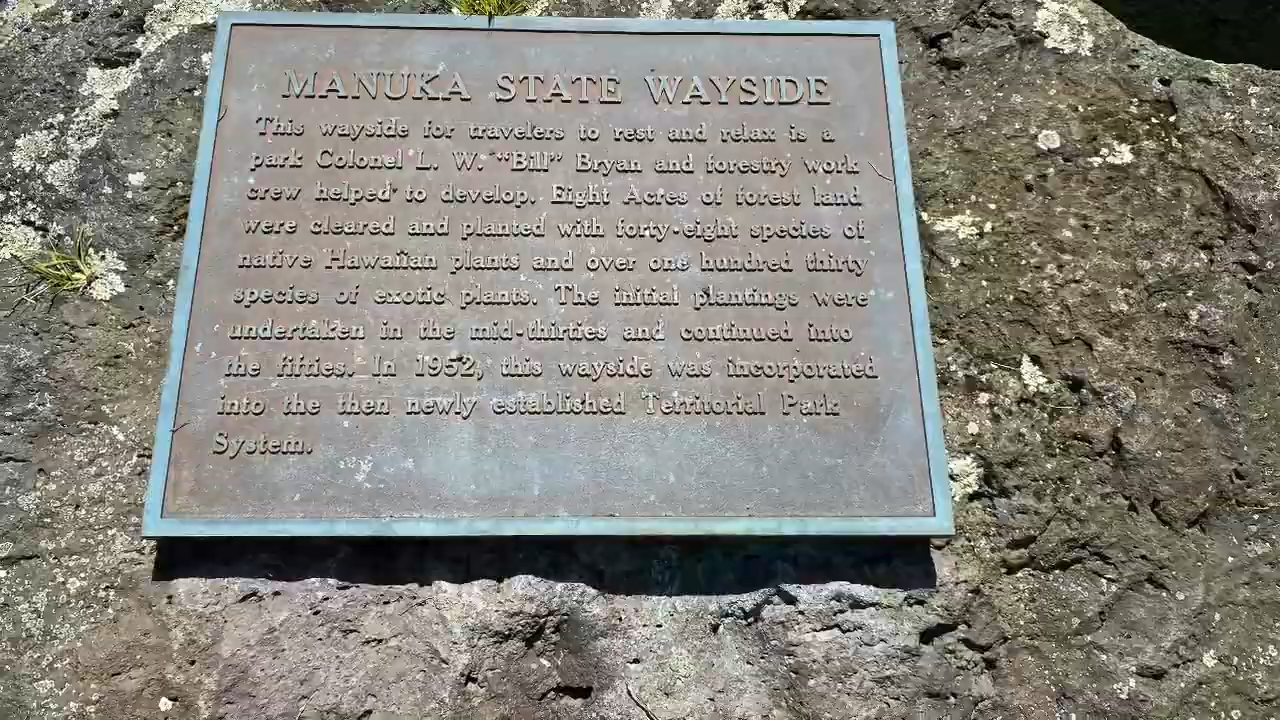 MANUKA STATE WAYSIDE
This wayside for travelers to rest and relax is a
park Colonel L. W. "Bill" Bryan and forestry work
crew helped to develop. Eight Acres of forest land
were cleared and planted with forty-eight species of
native Hawaiian plants and over one hundred thirty
species of exotic plants. The initial plantings were
undertaken in the mid-thirties and continued into
the fifties. In 1952, this wayside was incorporated
into the then newly established Territorial Park
System.